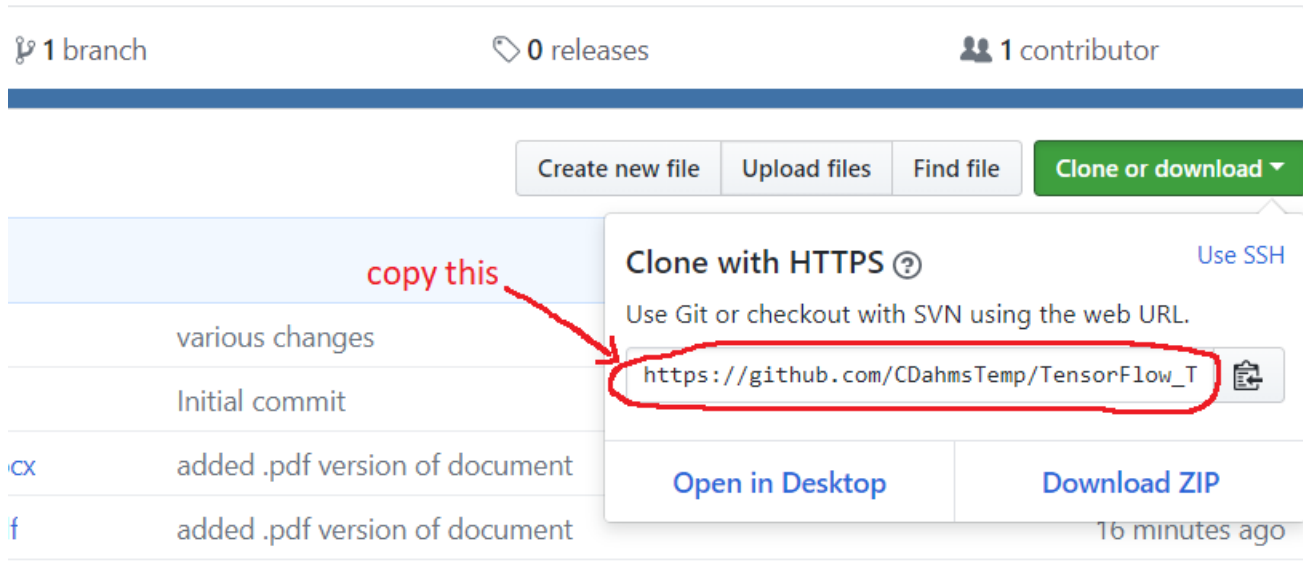 1 branch
0 releases
1 contributor
Create new file
Upload files
Find file
Clone or download
copy this
Clone with HTTPS
Use SSH
Use Git or checkout with SVN using the web URL.
https://github.com/CDahmsTemp/TensorFlow_T
various changes
Initial commit
cx
added .pdf version of document
Open in Desktop
Download ZIP
f
added .pdf version of document
16 minutes ago